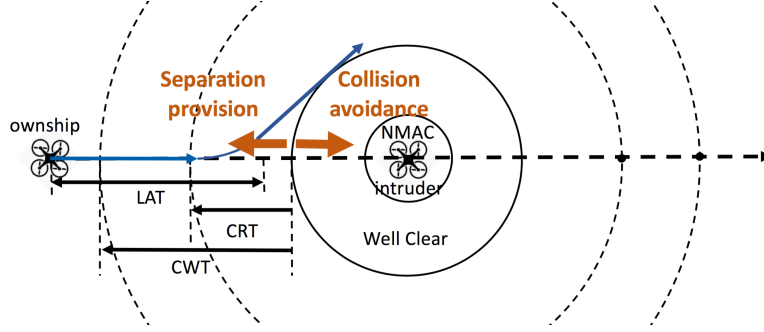 Separation
provision
Collision
avoidance
ownship
NMAC
intruder
LAT
CRT
Well Clear
CWT